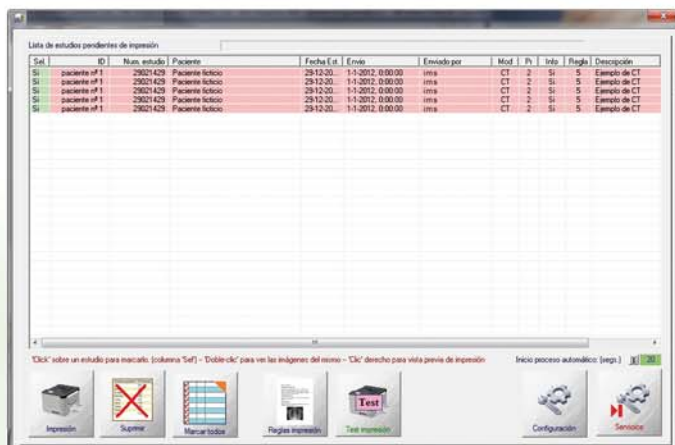 Lista de estudios pendientes de impresión
Sel. ID Num. estudio Paciente Fecha Est. Envío Enviado por Mod Pr Info Regla Descripción
Si paciente nº 1 29021429 Paciente ficticio 29-12-20... 1-1-2012, 0:00:00 irms CT 2 Si 5 Ejemplo de CT
Si paciente nº 1 29021429 Paciente ficticio 29-12-20... 1-1-2012, 0:00:00 irms CT 2 Si 5 Ejemplo de CT
Si paciente nº 1 29021429 Paciente ficticio 29-12-20... 1-1-2012, 0:00:00 irms CT 2 Si 5 Ejemplo de CT
Si paciente nº 1 29021429 Paciente ficticio 29-12-20... 1-1-2012, 0:00:00 irms CT 2 Si 5 Ejemplo de CT
Si paciente nº 1 29021429 Paciente ficticio 29-12-20... 1-1-2012, 0:00:00 irms CT 2 Si 5 Ejemplo de CT
'Click' sobre un estudio para marcarlo. (columna 'Sel') - 'Doble-clic' para ver las imágenes del mismo - 'Clic' derecho para vista previa de impresión Inicio proceso automático: (segs.) 20
Test
Impresión Suprimir Marcar todos Reglas impresión Test impresión Configuración Servicios